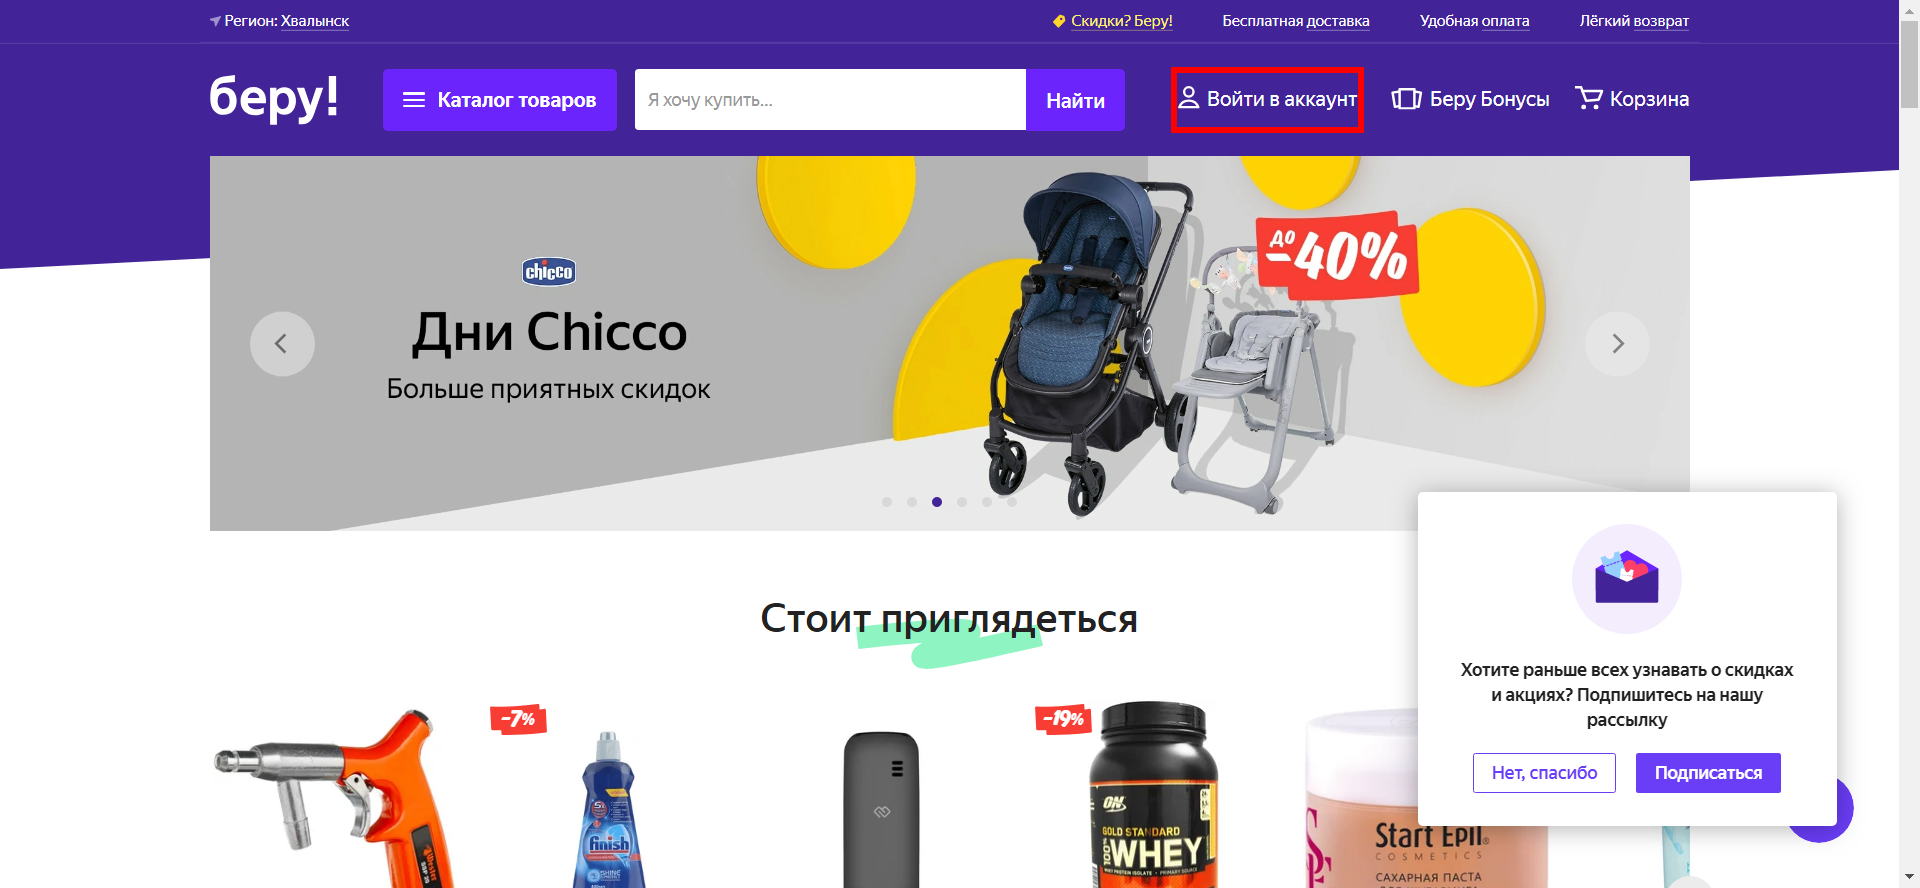 Регион: Хвалынск
Скидки? Беру!
Бесплатная доставка
Удобная оплата
Лёгкий возврат
беру!
Каталог товаров
Я хочу купить...
Найти
Войти в аккаунт
Беру Бонусы
Корзина
chicco
Дни Chicco
Больше приятных скидок
до
-40%
Стоит приглядеться
Хотите раньше всех узнавать о скидках
и акциях? Подпишитесь на нашу
рассылку
Нет, спасибо
Подписаться
-7%
-19%
finish
ON
GOLD STANDARD
100% WHEY
Start Epil
COSMETICS
САХАРНАЯ ПАСТА